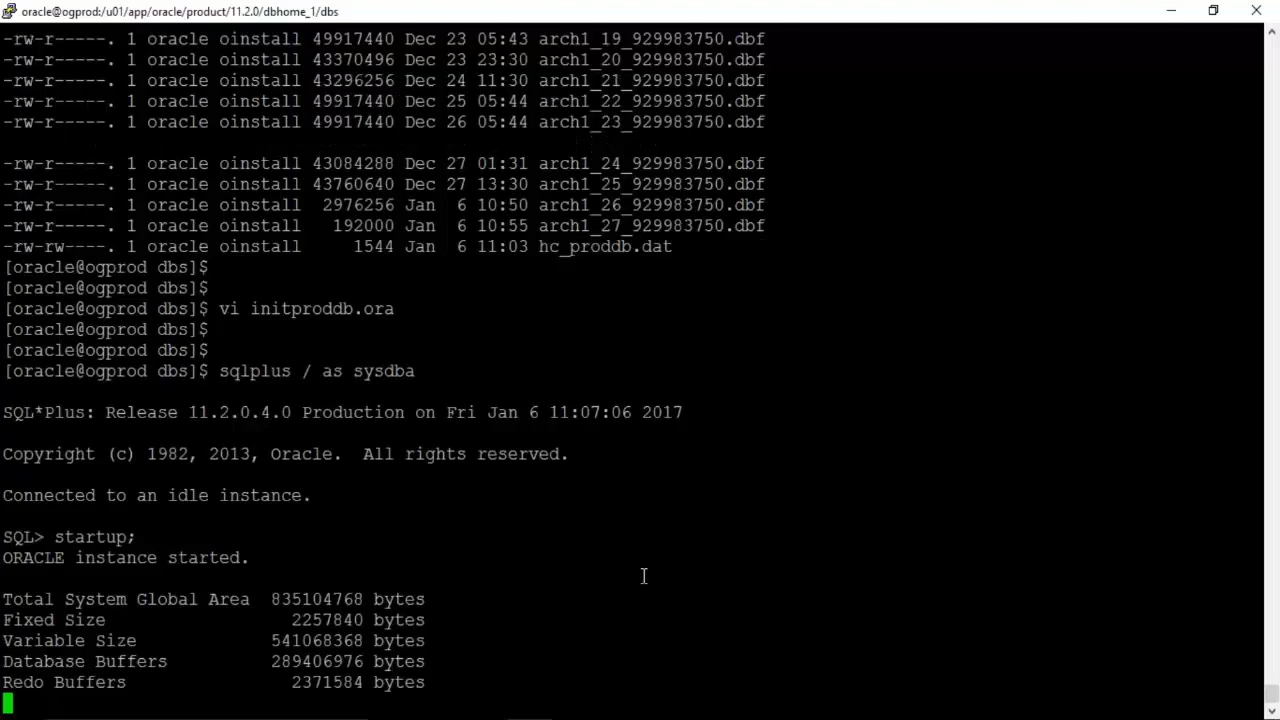 oracle@ogprod:/u01/app/oracle/product/11.2.0/dbhome_1/dbs
-rw-r-----. 1 oracle oinstall 49917440 Dec 23 05:43 arch1_19_929983750.dbf
-rw-r-----. 1 oracle oinstall 43370496 Dec 23 23:30 arch1_20_929983750.dbf
-rw-r-----. 1 oracle oinstall 43296256 Dec 24 11:30 arch1_21_929983750.dbf
-rw-r-----. 1 oracle oinstall 49917440 Dec 25 05:44 arch1_22_929983750.dbf
-rw-r-----. 1 oracle oinstall 49917440 Dec 26 05:44 arch1_23_929983750.dbf
-rw-r-----. 1 oracle oinstall 43084288 Dec 27 01:31 arch1_24_929983750.dbf
-rw-r-----. 1 oracle oinstall 43760640 Dec 27 13:30 arch1_25_929983750.dbf
-rw-r-----. 1 oracle oinstall  2976256 Jan  6 10:50 arch1_26_929983750.dbf
-rw-r-----. 1 oracle oinstall   192000 Jan  6 10:55 arch1_27_929983750.dbf
-rw-rw----. 1 oracle oinstall     1544 Jan  6 11:03 hc_proddb.dat
[oracle@ogprod dbs]$
[oracle@ogprod dbs]$
[oracle@ogprod dbs]$ vi initproddb.ora
[oracle@ogprod dbs]$
[oracle@ogprod dbs]$
[oracle@ogprod dbs]$ sqlplus / as sysdba
SQL*Plus: Release 11.2.0.4.0 Production on Fri Jan 6 11:07:06 2017
Copyright (c) 1982, 2013, Oracle.  All rights reserved.
Connected to an idle instance.
SQL> startup;
ORACLE instance started.
Total System Global Area  835104768 bytes
Fixed Size                  2257840 bytes
Variable Size             541068368 bytes
Database Buffers          289406976 bytes
Redo Buffers                2371584 bytes